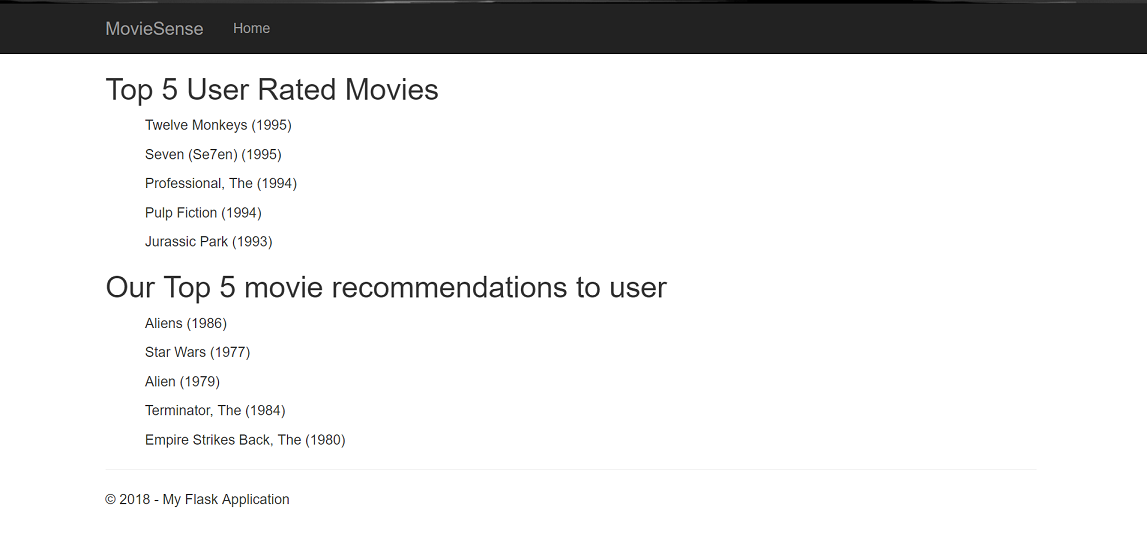 MovieSense Home
Top 5 User Rated Movies
Twelve Monkeys (1995)
Seven (Se7en) (1995)
Professional, The (1994)
Pulp Fiction (1994)
Jurassic Park (1993)
Our Top 5 movie recommendations to user
Aliens (1986)
Star Wars (1977)
Alien (1979)
Terminator, The (1984)
Empire Strikes Back, The (1980)
© 2018 - My Flask Application